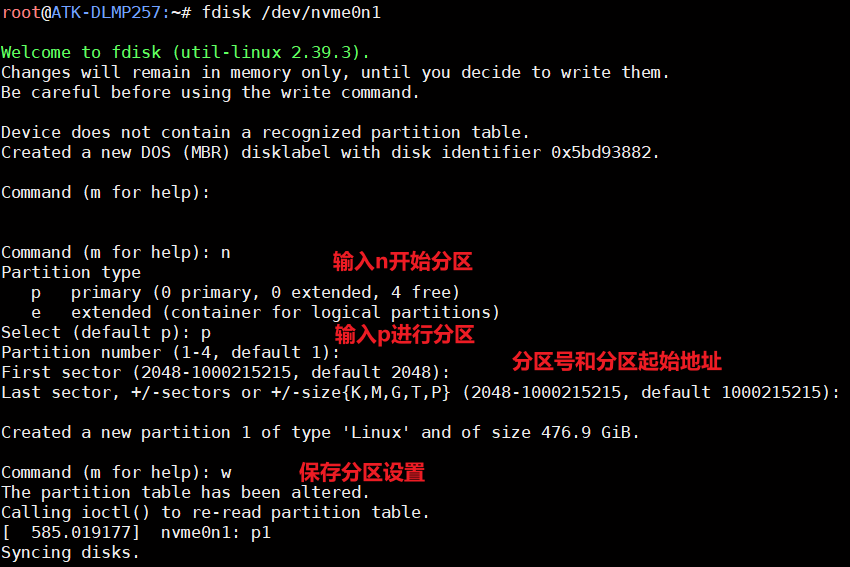 root@ATK-DLMP257:~# fdisk /dev/nvme0n1
Welcome to fdisk (util-linux 2.39.3).
Changes will remain in memory only, until you decide to write them.
Be careful before using the write command.
Device does not contain a recognized partition table.
Created a new DOS (MBR) disklabel with disk identifier 0x5bd93882.
Command (m for help):
Command (m for help): n
输入n开始分区
Partition type
p   primary (0 primary, 0 extended, 4 free)
e   extended (container for logical partitions)
Select (default p): p
输入p进行分区
Partition number (1-4, default 1):
First sector (2048-1000215215, default 2048):
分区号和分区起始地址
Last sector, +/-sectors or +/-size{K,M,G,T,P} (2048-1000215215, default 1000215215):
Created a new partition 1 of type 'Linux' and of size 476.9 GiB.
Command (m for help): w
保存分区设置
The partition table has been altered.
Calling ioctl() to re-read partition table.
[  585.019177]  nvme0n1: p1
Syncing disks.